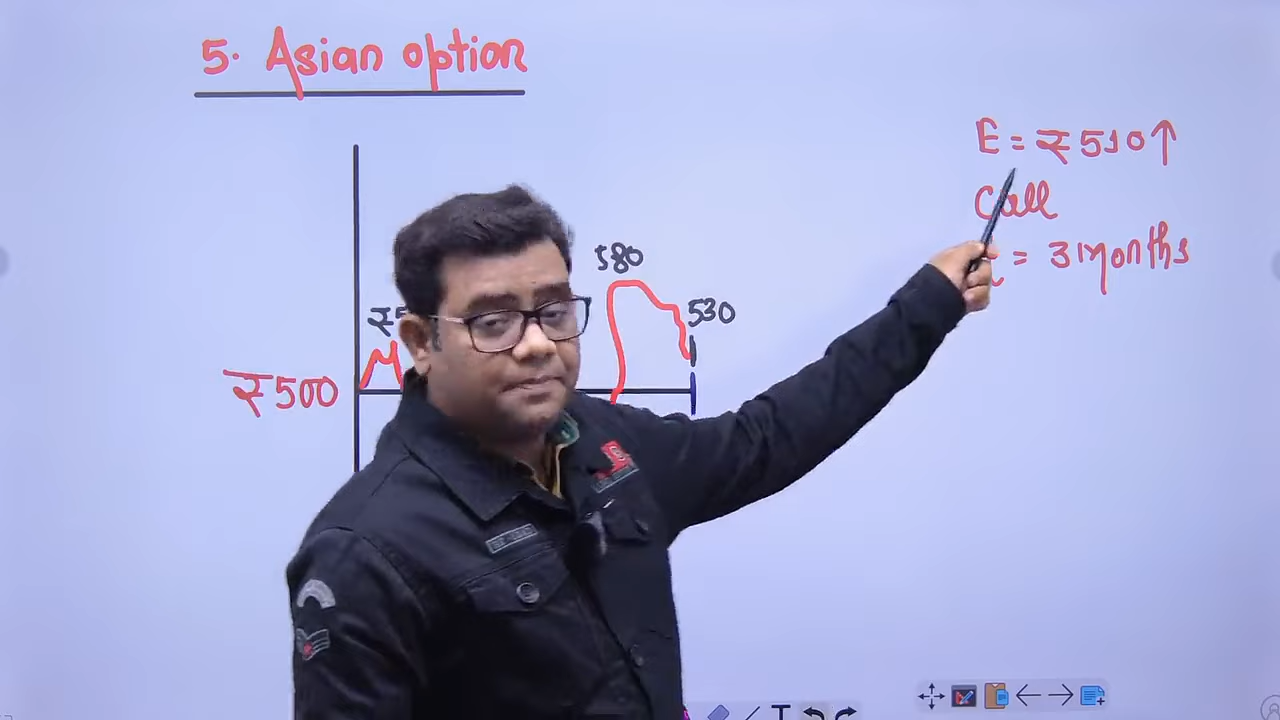 5. Asian option
E = ₹510↑
Call
= 3 months
580
530
₹500